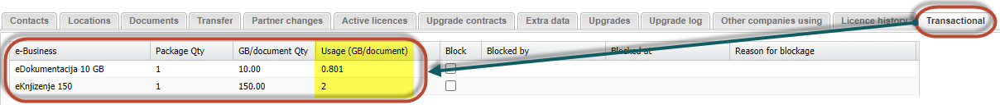 Contacts Locations Documents Transfer Partner changes Active licences Upgrade contracts Extra data Upgrades Upgrade log Other companies using Licence history Transactional
e-Business Package Qty GB/document Qty Usage (GB/document) Block Blocked by Blocked at Reason for blockage
eDokumentacija 10 GB 1 10.00 0.801
eKnjizenje 150 1 150.00 2